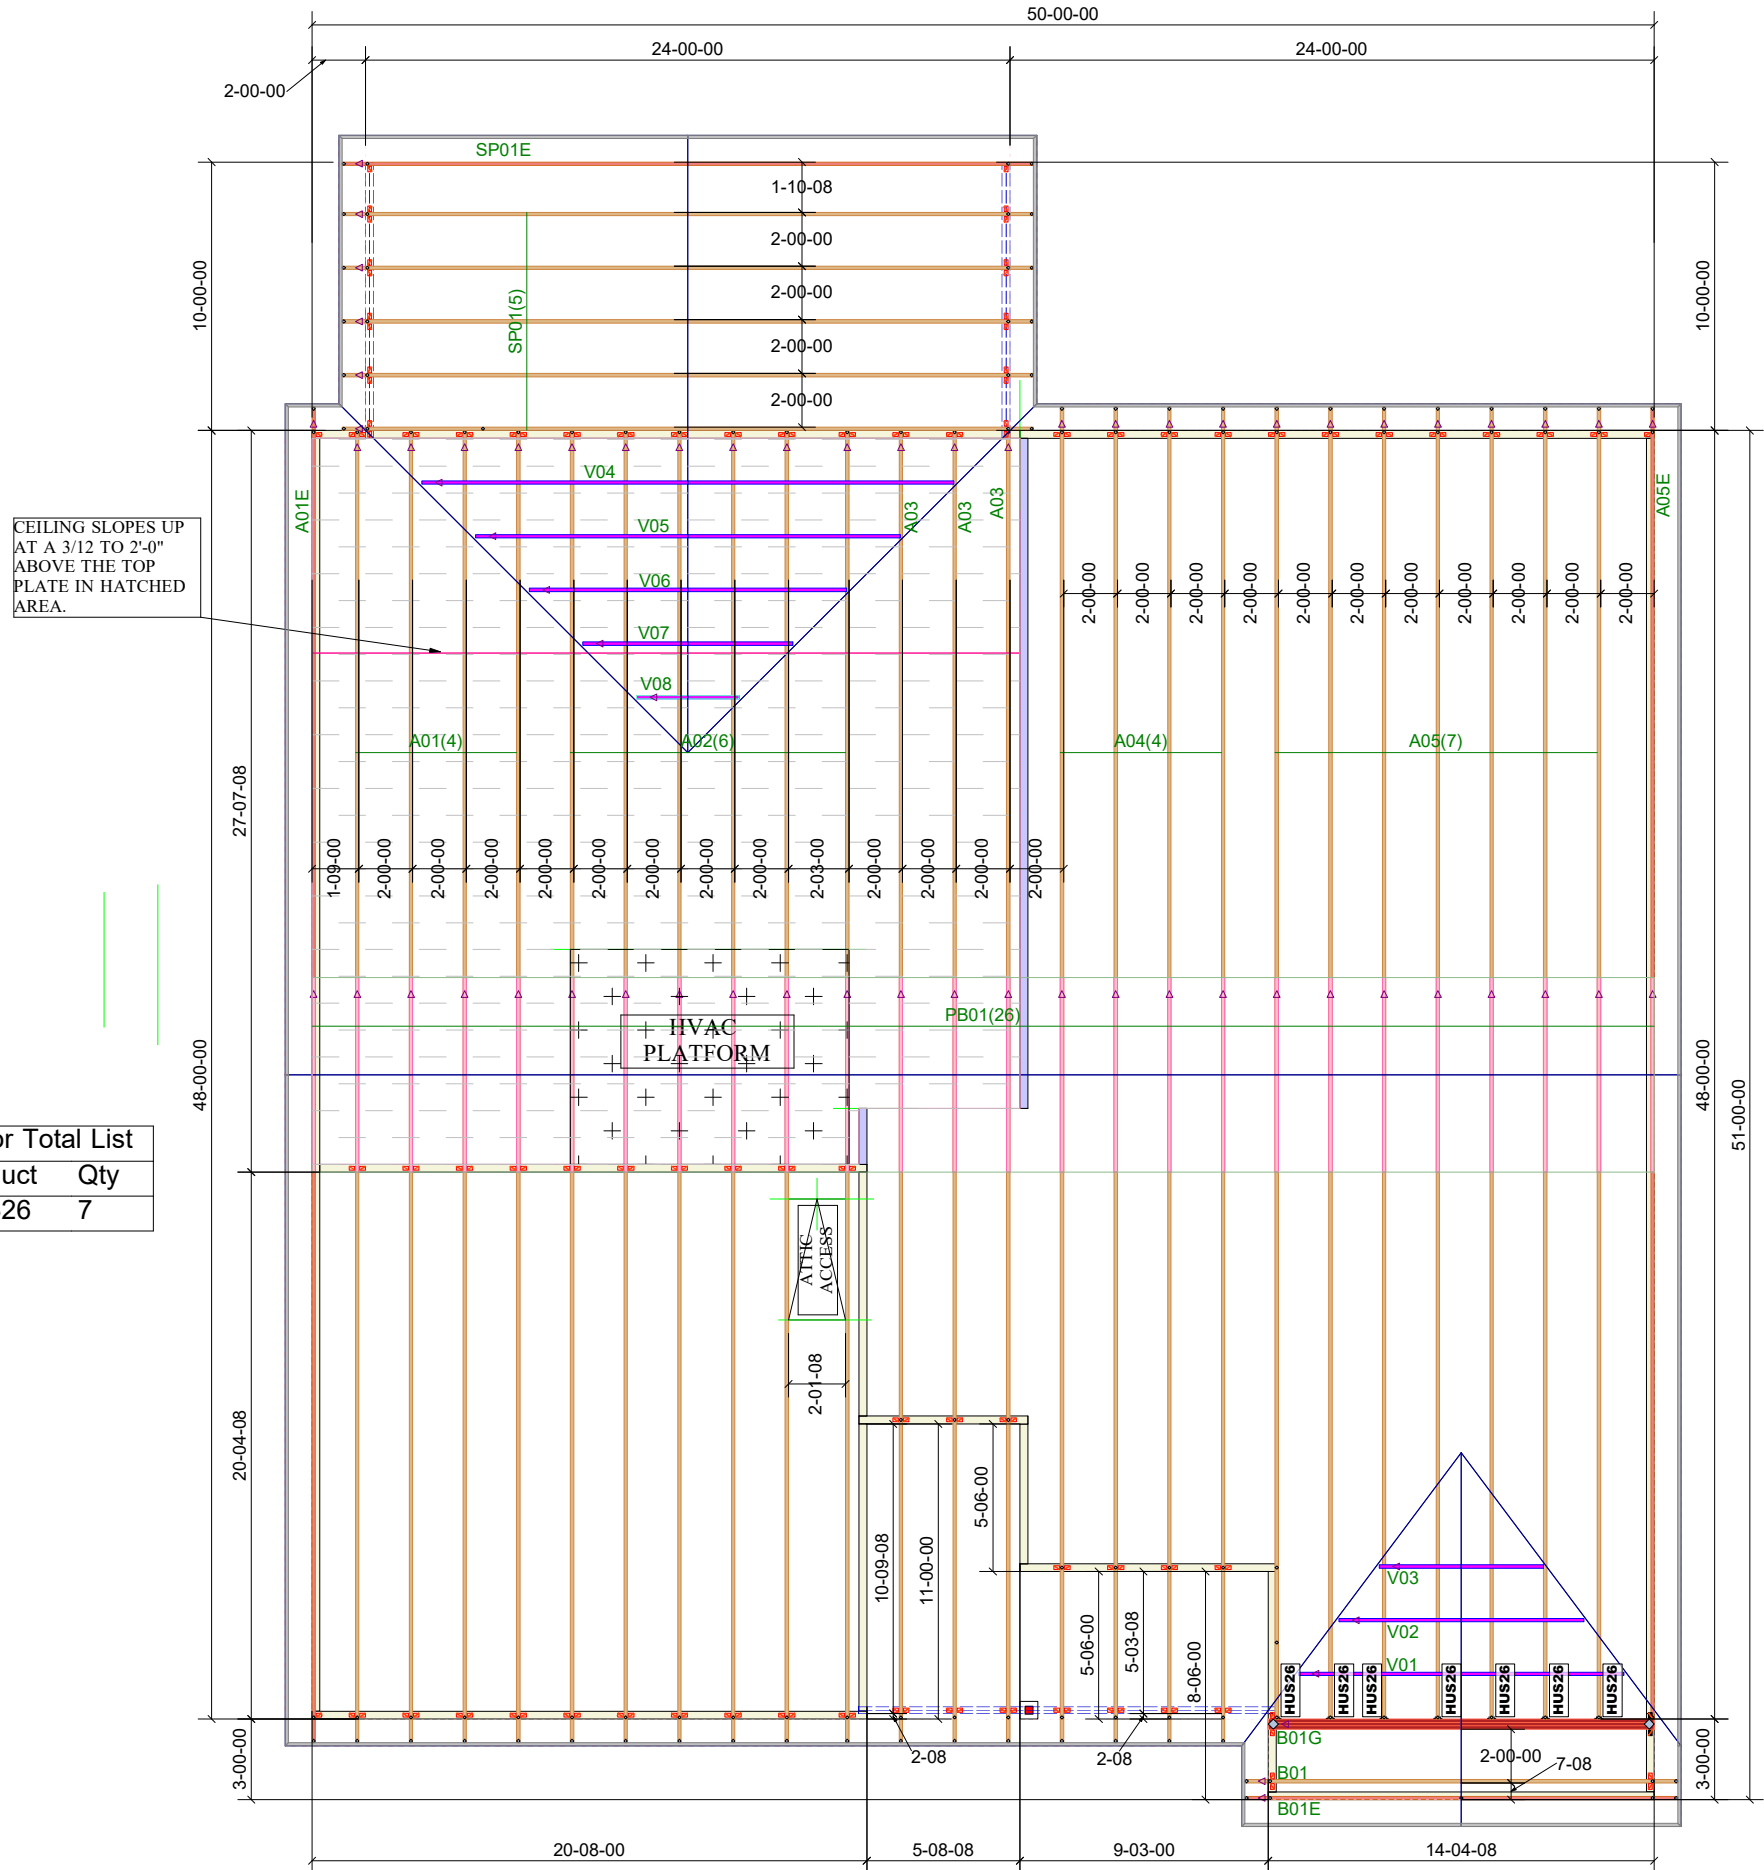 50-00-00
24-00-00
24-00-00
2-00-00
SP01E
1-10-08
2-00-00
2-00-00
2-00-00
2-00-00
SP01(5)
10-00-00
10-00-00
A01E
V04
V05
V06
V07
V08
A03
A03
A03
A05E
CEILING SLOPES UP
AT A 3/12 TO 2'-0"
ABOVE THE TOP
PLATE IN HATCHED
AREA.
2-00-00
2-00-00
2-00-00
2-00-00
2-00-00
2-00-00
2-00-00
2-00-00
2-00-00
2-00-00
2-00-00
A01(4)
A02(6)
A04(4)
A05(7)
27-07-08
1-09-00
2-00-00
2-00-00
2-00-00
2-00-00
2-00-00
2-00-00
2-00-00
2-00-00
2-03-00
2-00-00
2-00-00
2-00-00
2-00-00
PB01(26)
HVAC
PLATFORM
48-00-00
48-00-00
51-00-00
or Total List
uct Qty
26 7
ATTIC
ACCESS
2-01-08
20-04-08
10-09-08
11-00-00
5-06-00
5-06-00
5-03-08
8-06-00
V03
V02
V01
HUS26
HUS26
HUS26
HUS26
HUS26
HUS26
HUS26
B01G
B01
B01E
2-00-00
7-08
2-08
2-08
3-00-00
3-00-00
20-08-00
5-08-08
9-03-00
14-04-08